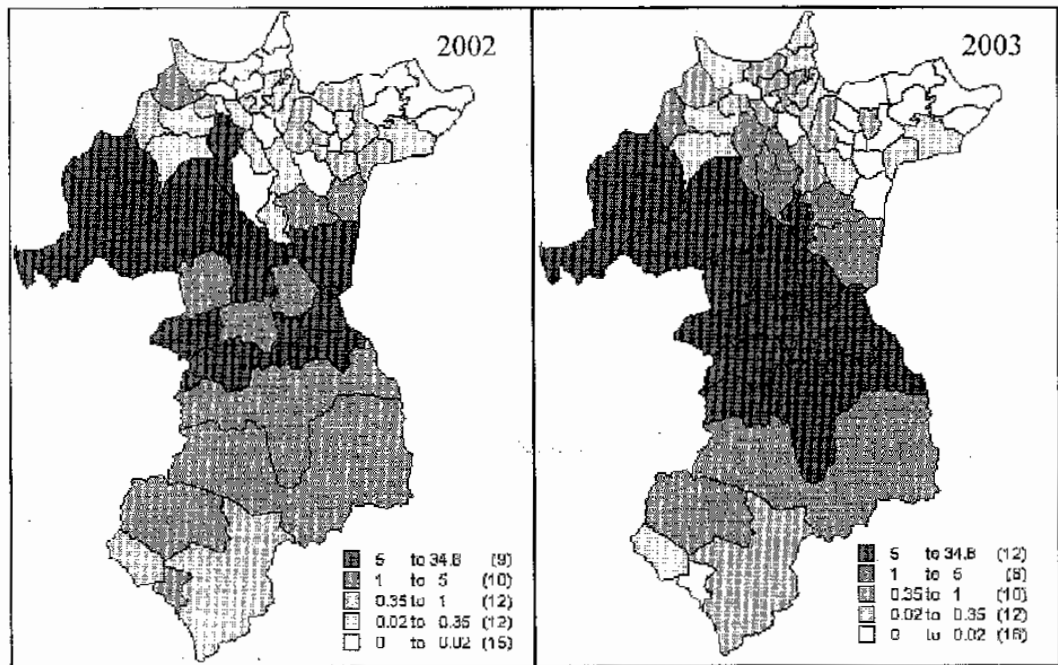 2002
5 to 34.8 (9)
1 to 5 (10)
0.35 to 1 (12)
0.02 to 0.35 (12)
0 to 0.02 (15)
2003
5 to 34.8 (12)
1 to 5 (8)
0.35 to 1 (10)
0.02 to 0.35 (12)
0 to 0.02 (16)